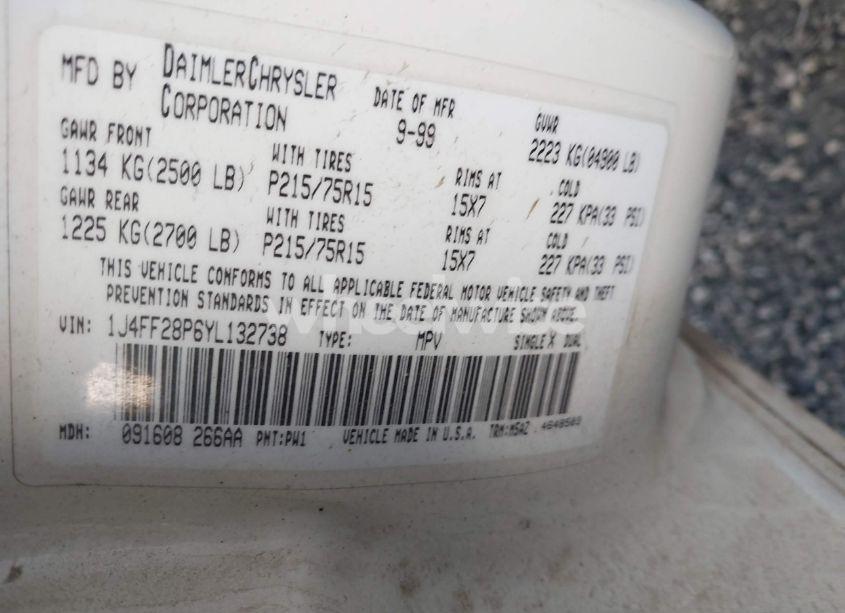 MFD BY DAIMLERCHRYSLER CORPORATION
DATE OF MFR 9-99
GVWR 2223 KG(04900 LB)
GAWR FRONT 1134 KG(2500 LB)
WITH TIRES P215/75R15
RIMS AT 15X7
COLD 227 KPA(33 PSI)
GAWR REAR 1225 KG(2700 LB)
WITH TIRES P215/75R15
RIMS AT 15X7
COLD 227 KPA(33 PSI)
THIS VEHICLE CONFORMS TO ALL APPLICABLE FEDERAL MOTOR VEHICLE SAFETY AND THEFT
PREVENTION STANDARDS IN EFFECT ON THE DATE OF MANUFACTURE SHOWN ABOVE.
VIN: 1J4FF28P6YL132738 TYPE: MPV SINGLE X DUAL
MDH: 091608 266AA PNT:PW1 VEHICLE MADE IN U.S.A. TRM:M5AZ 4648503